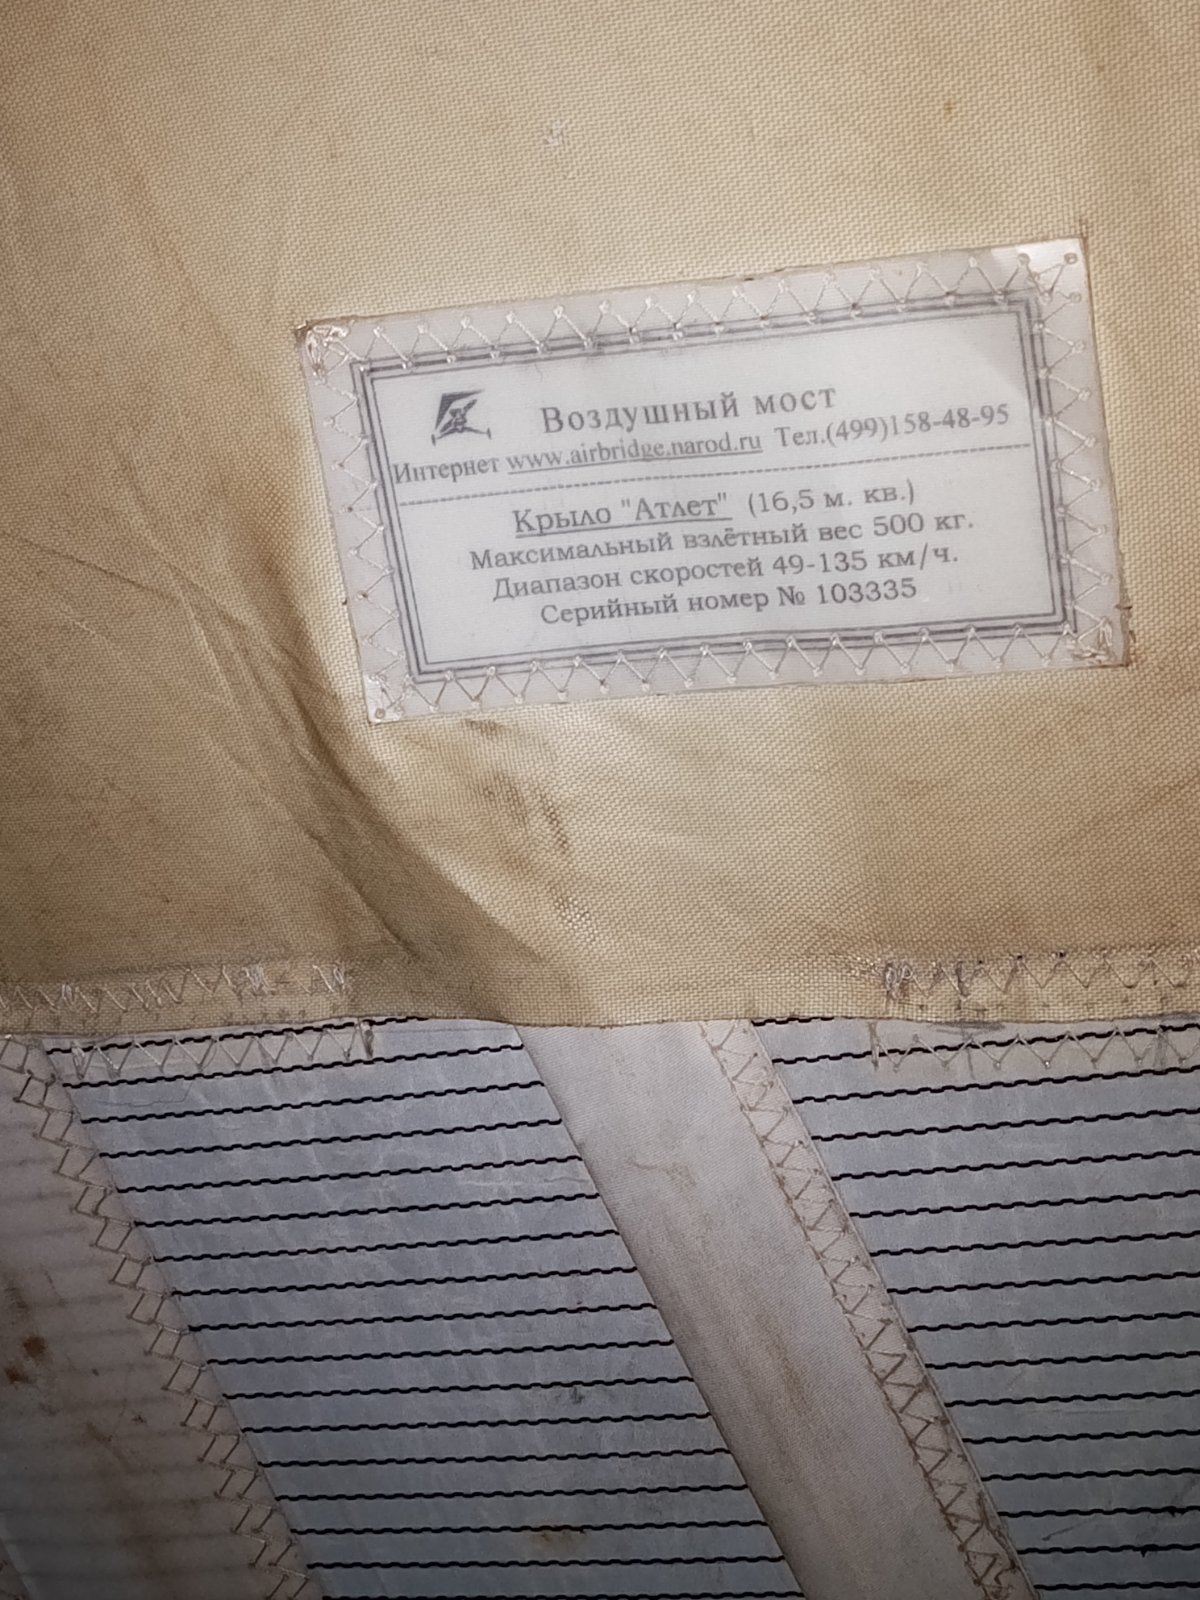 Воздушный мост
Интернет www.airbridge.narod.ru Тел.(499)158-48-95
Крыло "Атлет" (16,5 м. кв.)
Максимальный взлётный вес 500 кг.
Диапазон скоростей 49-135 км/ч.
Серийный номер № 103335